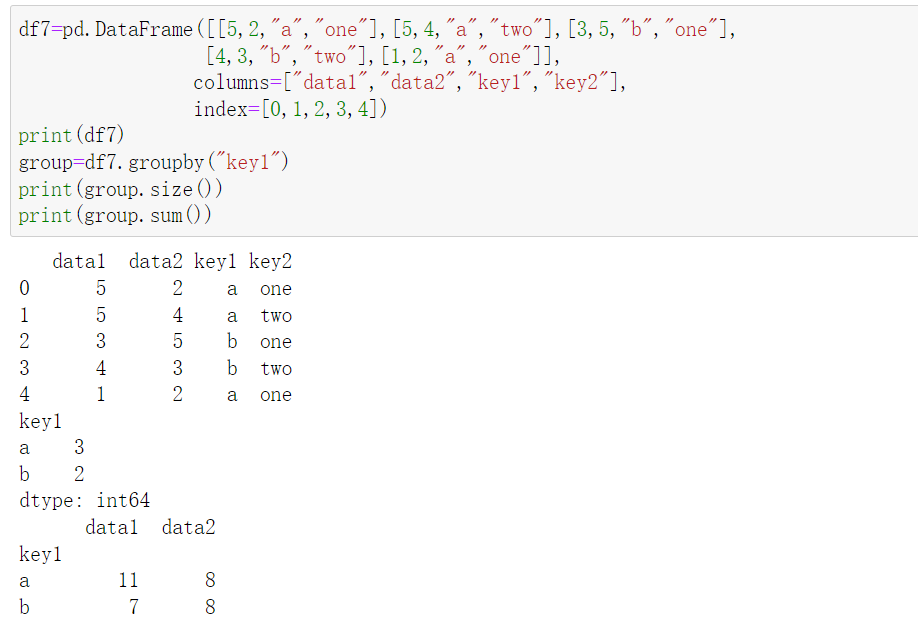 df7=pd.DataFrame([[5,2,"a","one"],[5,4,"a","two"],[3,5,"b","one"],
[4,3,"b","two"],[1,2,"a","one"]],
columns=["data1","data2","key1","key2"],
index=[0,1,2,3,4])
print(df7)
group=df7.groupby("key1")
print(group.size())
print(group.sum())
data1 data2 key1 key2
0 5 2 a one
1 5 4 a two
2 3 5 b one
3 4 3 b two
4 1 2 a one
key1
a 3
b 2
dtype: int64
data1 data2
key1
a 11 8
b 7 8